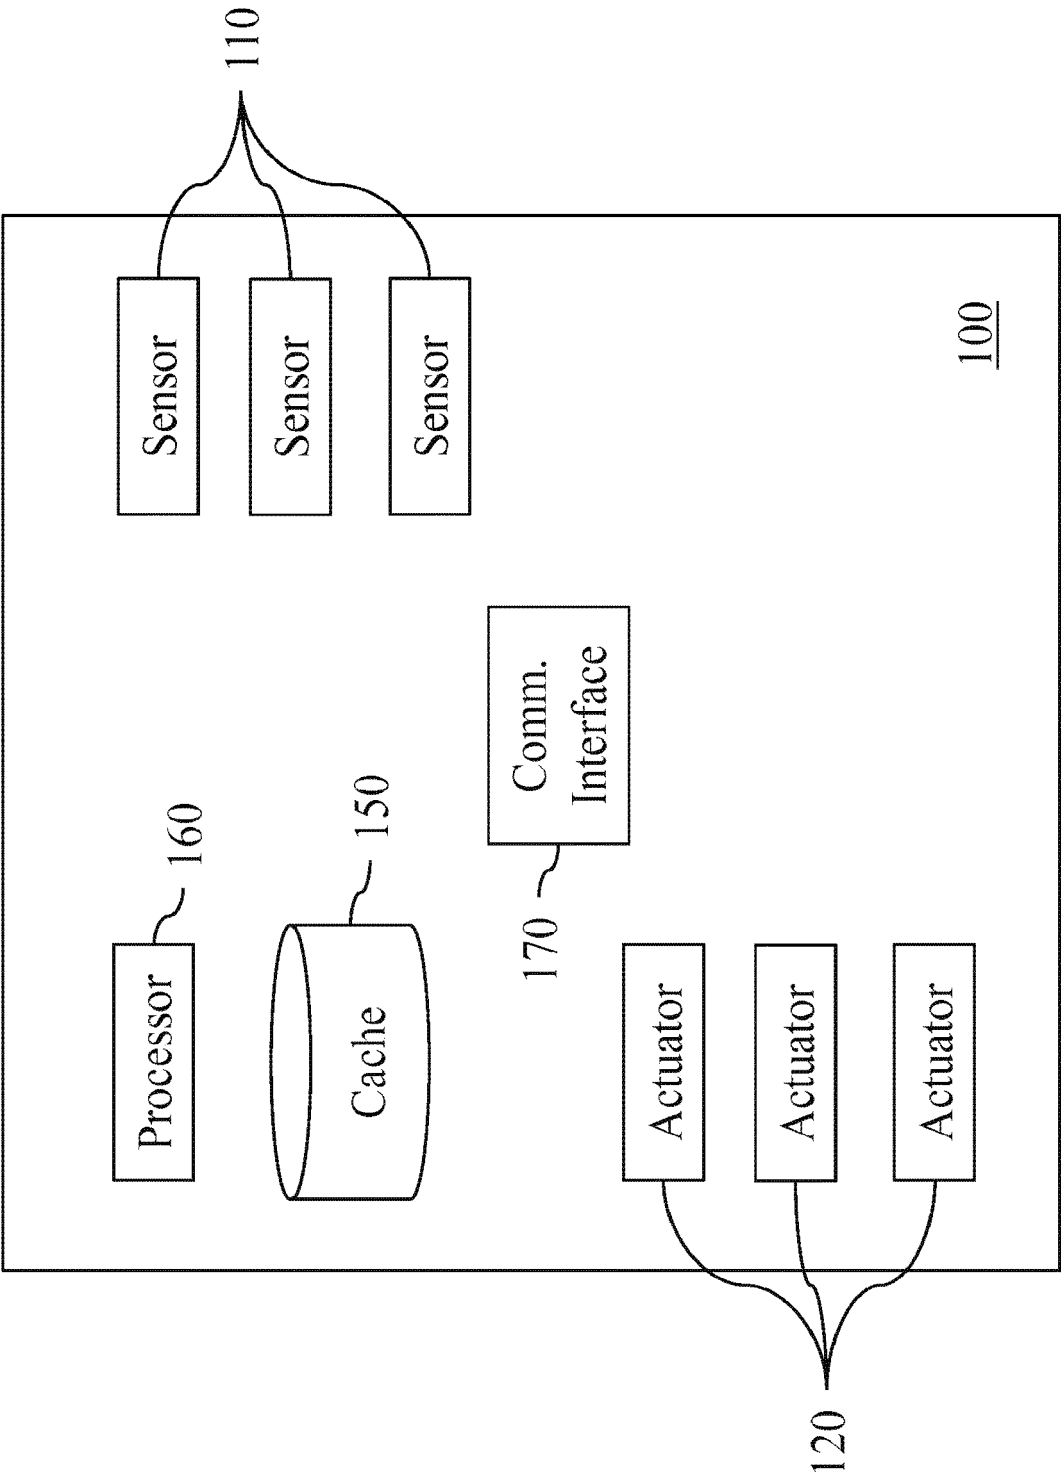 Processor
160
Sensor
Sensor
Sensor
110
Cache
150
170
Comm.
Interface
Actuator
Actuator
Actuator
120
100